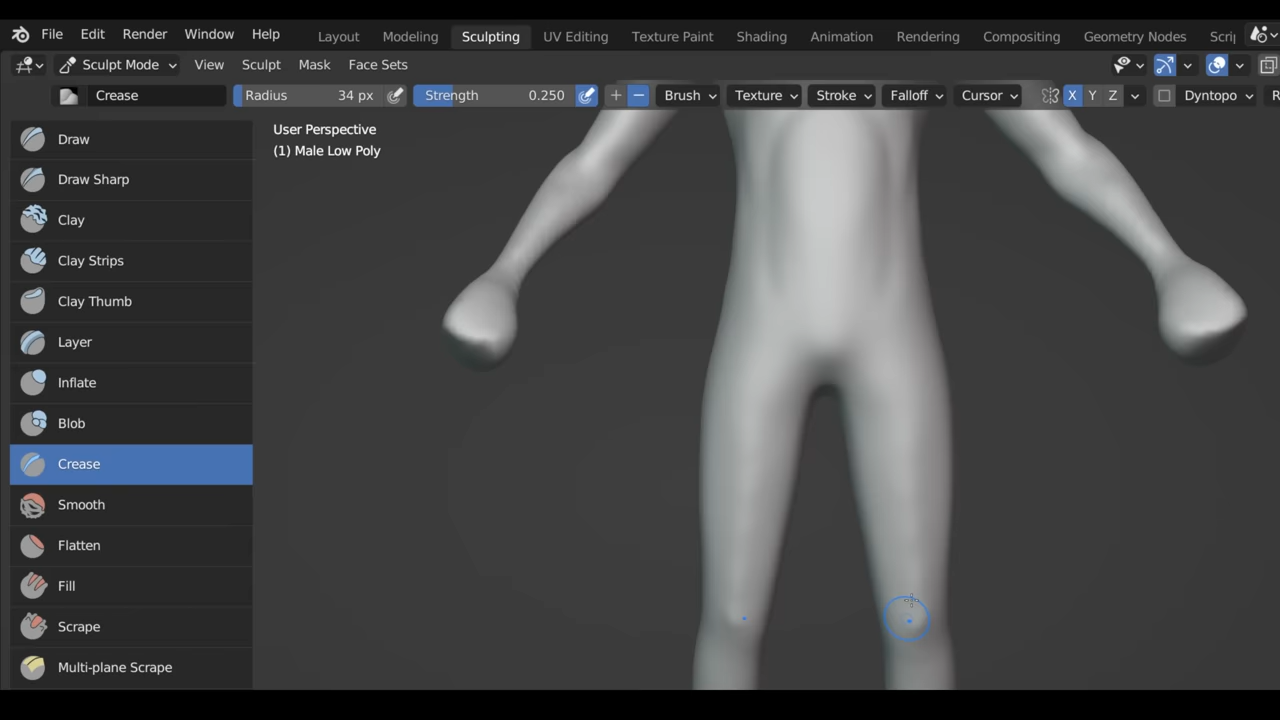 File Edit Render Window Help Layout Modeling Sculpting UV Editing Texture Paint Shading Animation Rendering Compositing Geometry Nodes Scri
Sculpt Mode View Sculpt Mask Face Sets
Crease Radius 34 px Strength 0.250 Brush Texture Stroke Falloff Cursor X Y Z Dyntopo R
User Perspective
(1) Male Low Poly
Draw
Draw Sharp
Clay
Clay Strips
Clay Thumb
Layer
Inflate
Blob
Crease
Smooth
Flatten
Fill
Scrape
Multi-plane Scrape